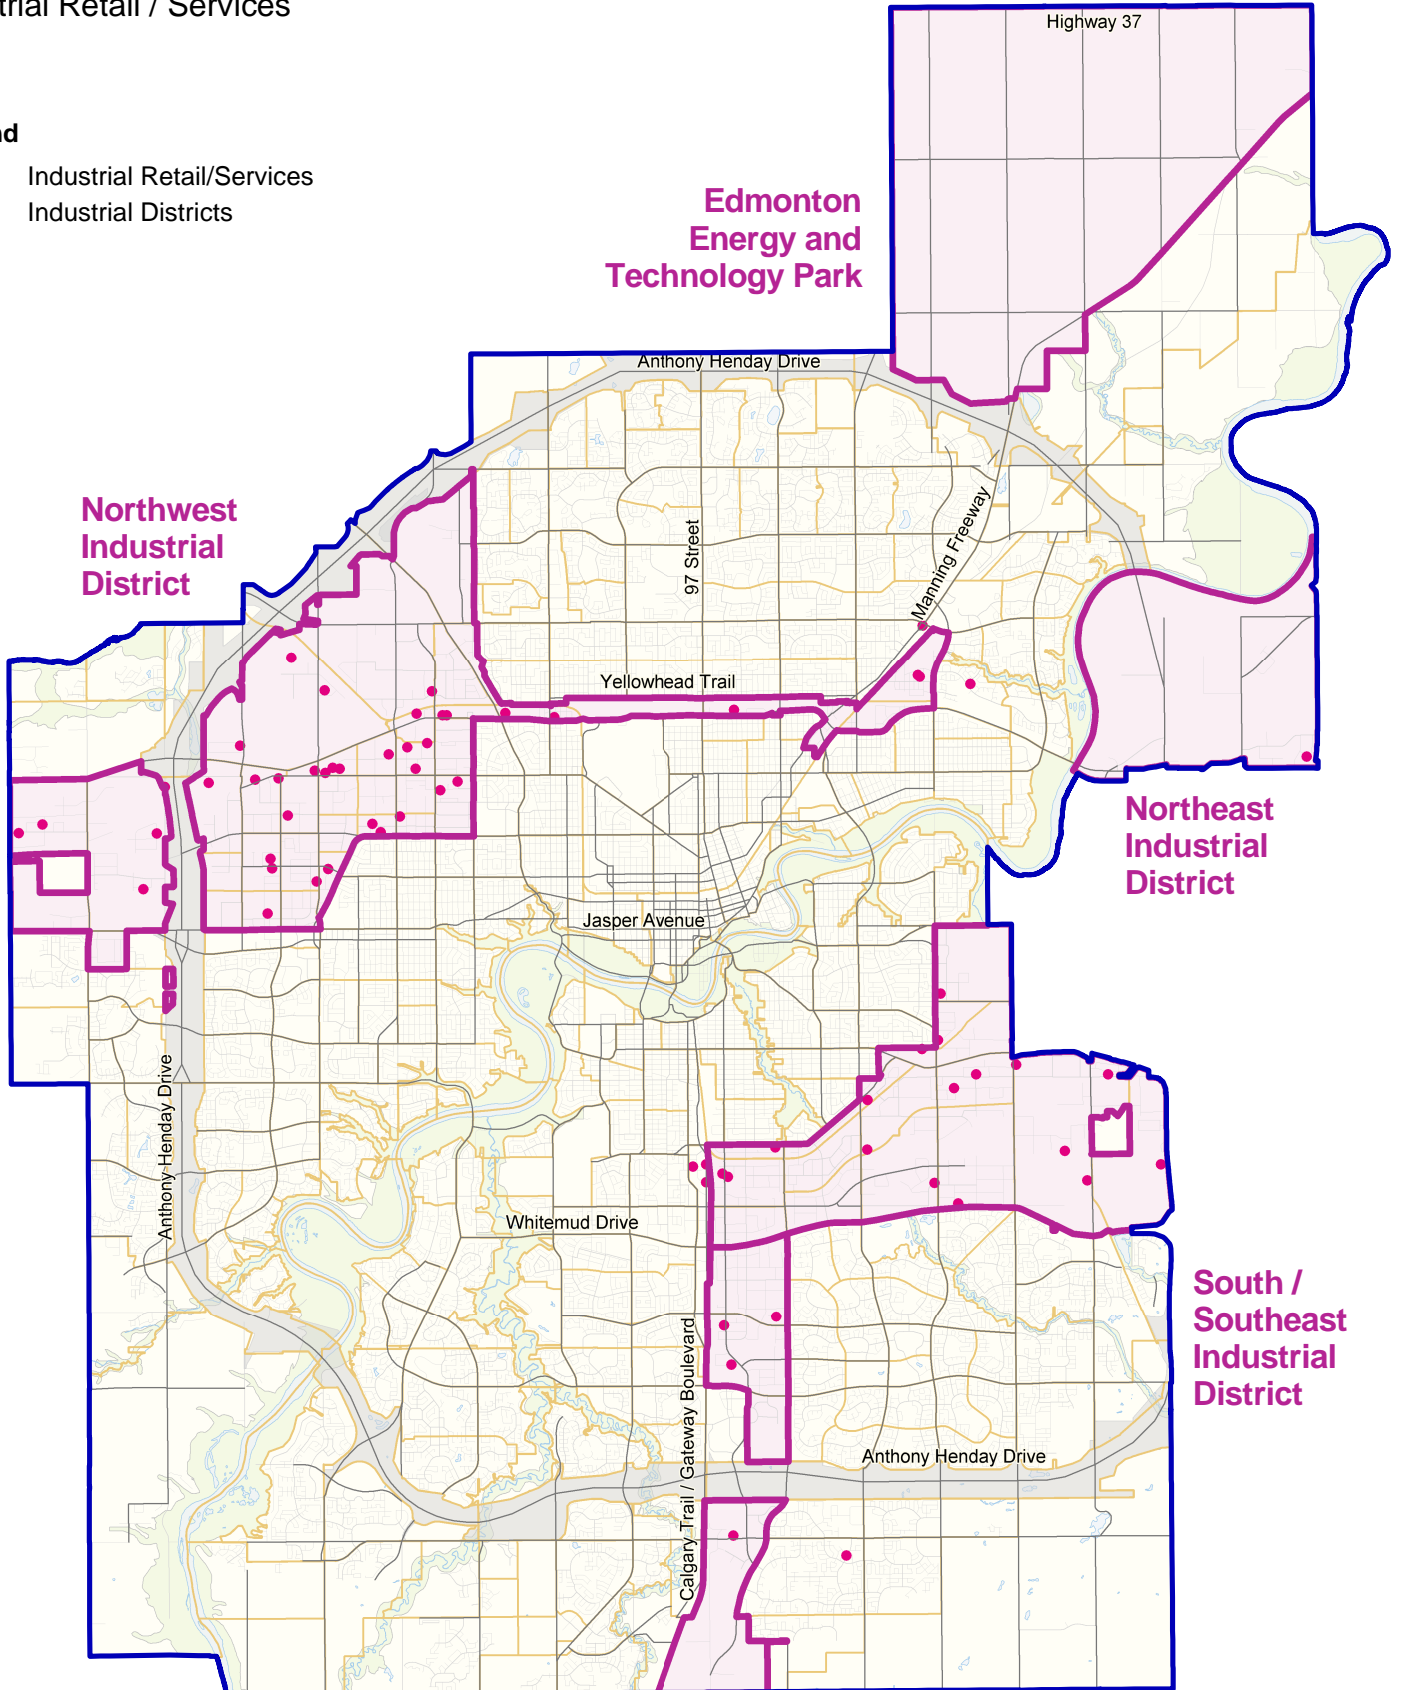 trial Retail / Services
Highway 37
nd
Industrial Retail/Services
Industrial Districts
Edmonton
Energy and
Technology Park
Anthony Henday Drive
Northwest
Industrial
District
97 Street
Manning Freeway
Yellowhead Trail
Northeast
Industrial
District
Jasper Avenue
Anthony Henday Drive
Whitemud Drive
South /
Southeast
Industrial
District
Calgary Trail / Gateway Boulevard
Anthony Henday Drive